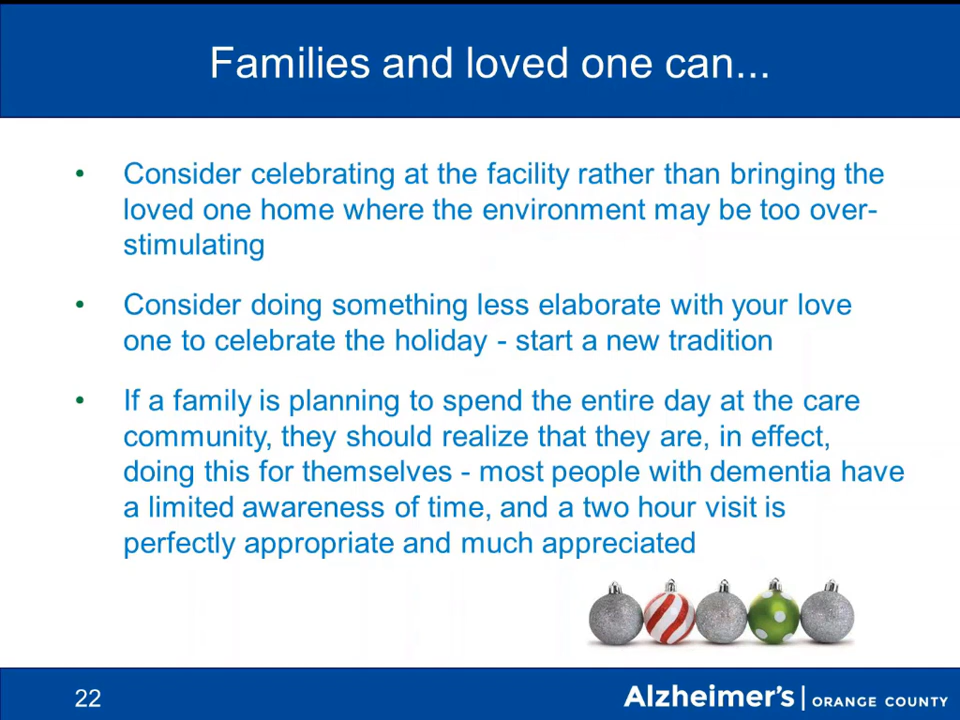 Families and loved one can...
• Consider celebrating at the facility rather than bringing the
loved one home where the environment may be too over-
stimulating
• Consider doing something less elaborate with your love
one to celebrate the holiday - start a new tradition
• If a family is planning to spend the entire day at the care
community, they should realize that they are, in effect,
doing this for themselves - most people with dementia have
a limited awareness of time, and a two hour visit is
perfectly appropriate and much appreciated
22
Alzheimer's | ORANGE COUNTY